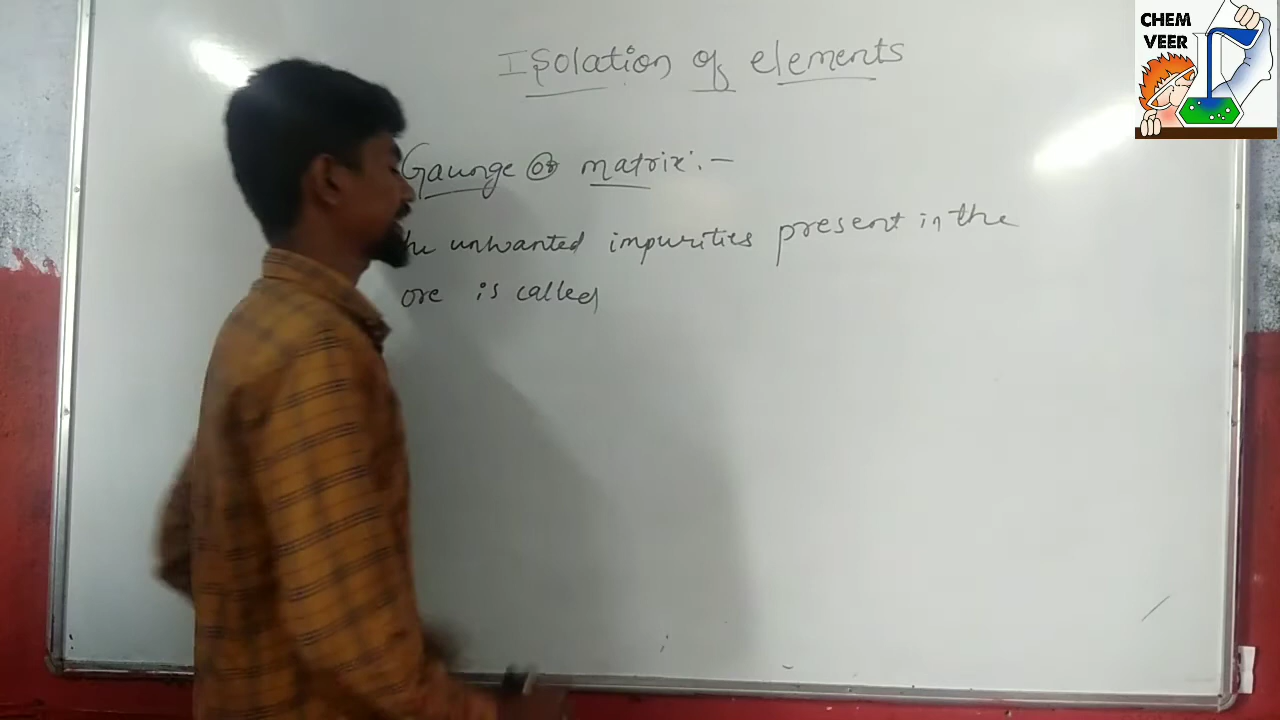 Isolation of elements
CHEM
VEER
Gaunge or matrix:-
he unwanted impurities present in the
ore is called